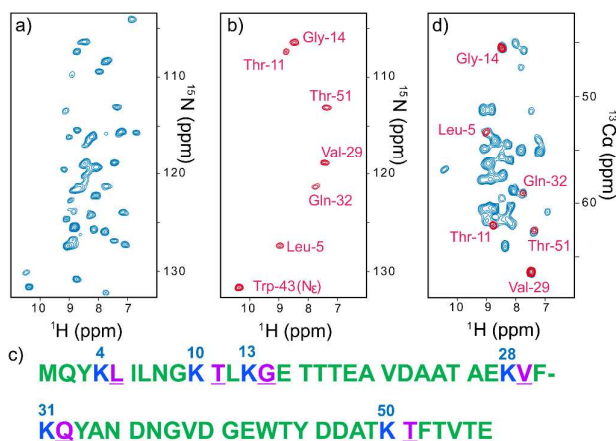 a)
b)
d)
110
120
130
15N (ppm)
10 9 8 7
1H (ppm)
Gly-14
Thr-11
Thr-51
Val-29
Gln-32
Leu-5
Trp-43(Nε)
110
120
130
15N (ppm)
10 9 8 7
1H (ppm)
Gly-14
Leu-5
Gln-32
Thr-11
Thr-51
Val-29
50
60
13Cα (ppm)
10 9 8 7
1H (ppm)
c)
4 10 13 28
MQYKL ILNGK TLKGE TTTEA VDAAT AEKVF-
31 50
KQYAN DNGVD GEWTY DDATK TFTVTE